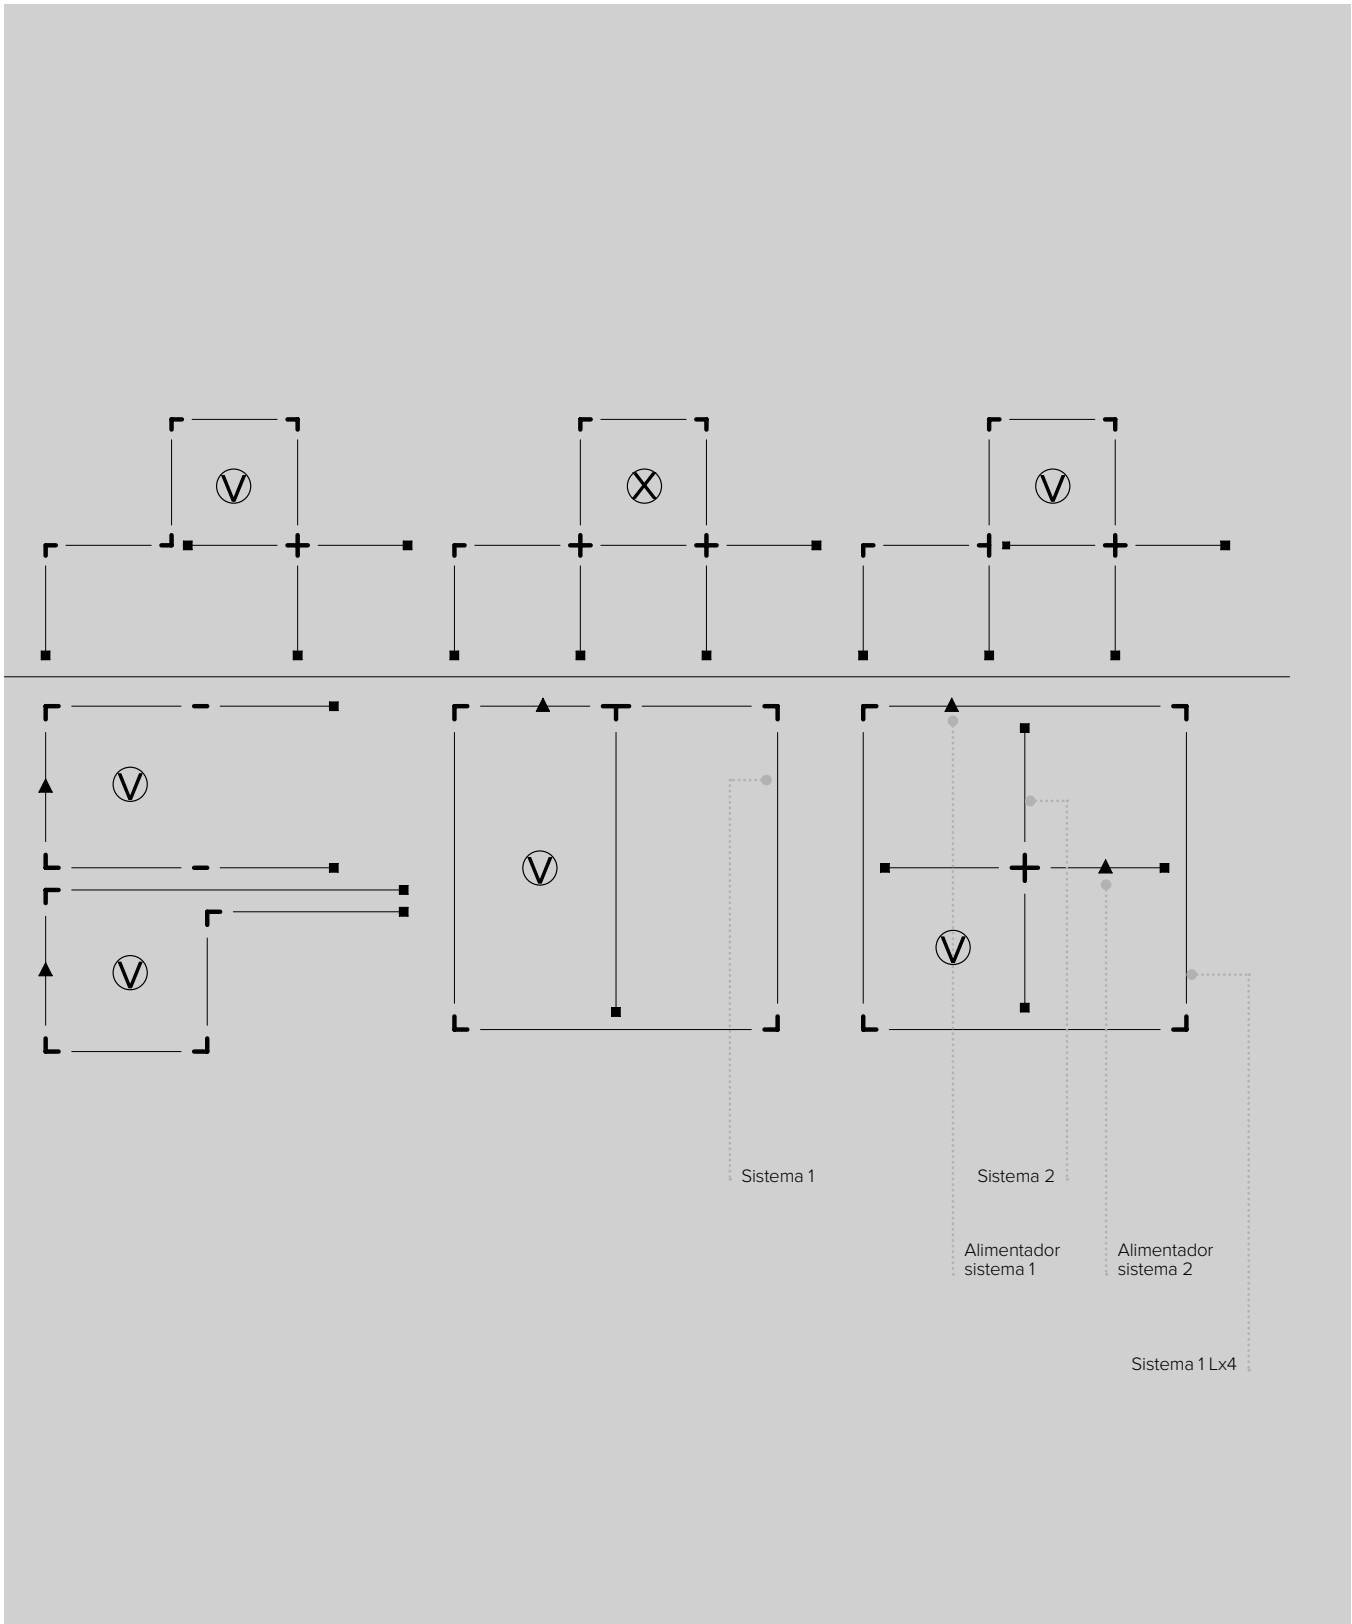 V
X
V
V
V
V
V
Sistema 1
Sistema 2
Alimentador
sistema 1
Alimentador
sistema 2
Sistema 1 Lx4